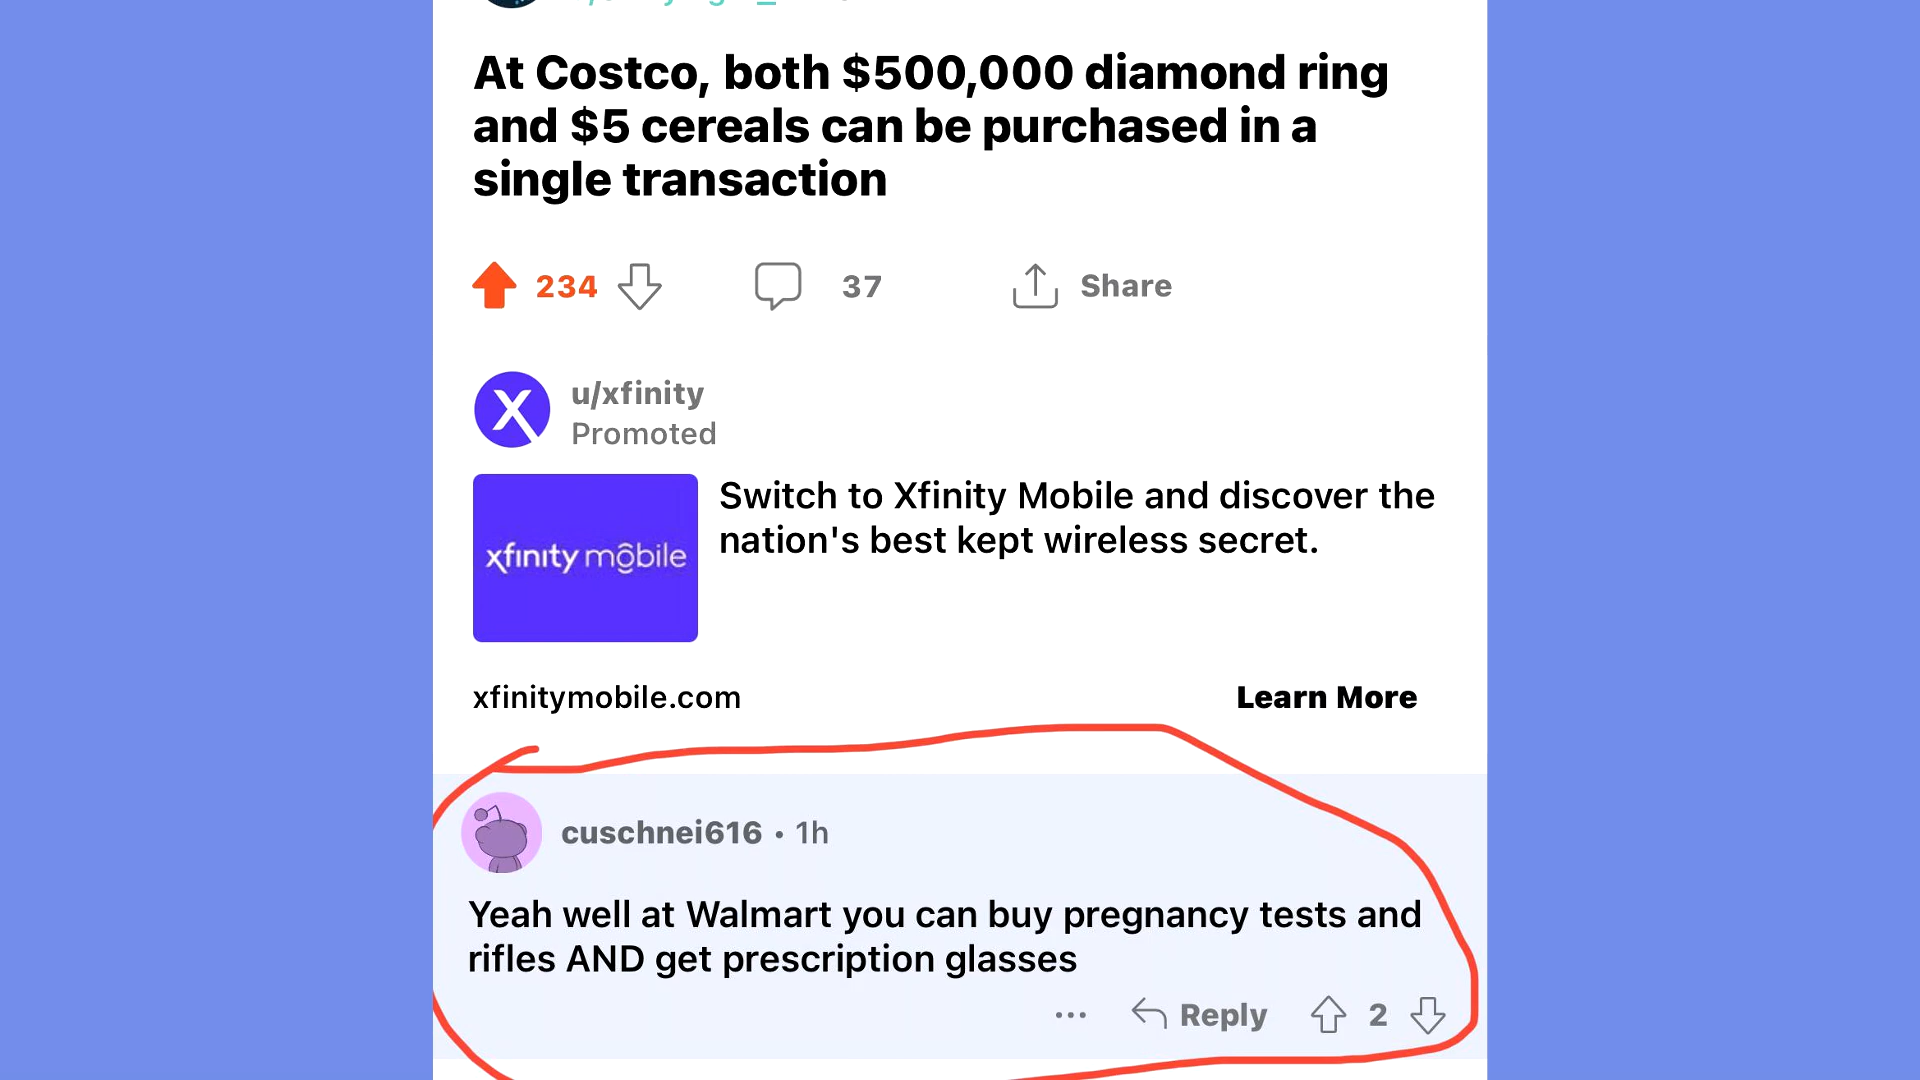 At Costco, both $500,000 diamond ring
and $5 cereals can be purchased in a
single transaction
234
37
Share
u/xfinity
Promoted
xfinity mobile
Switch to Xfinity Mobile and discover the
nation's best kept wireless secret.
xfinitymobile.com
Learn More
cuschnei616 • 1h
Yeah well at Walmart you can buy pregnancy tests and
rifles AND get prescription glasses
... Reply 2